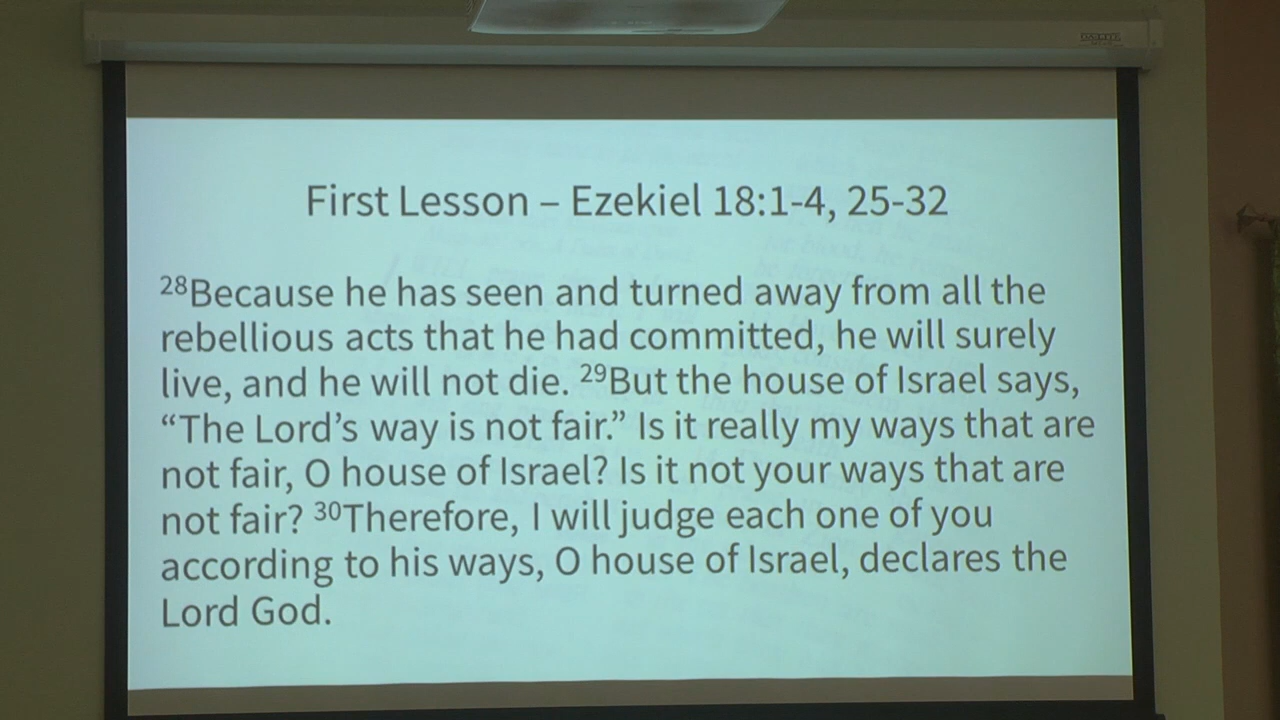 First Lesson – Ezekiel 18:1-4, 25-32
²⁸Because he has seen and turned away from all the
rebellious acts that he had committed, he will surely
live, and he will not die. ²⁹But the house of Israel says,
“The Lord’s way is not fair.” Is it really my ways that are
not fair, O house of Israel? Is it not your ways that are
not fair? ³⁰Therefore, I will judge each one of you
according to his ways, O house of Israel, declares the
Lord God.